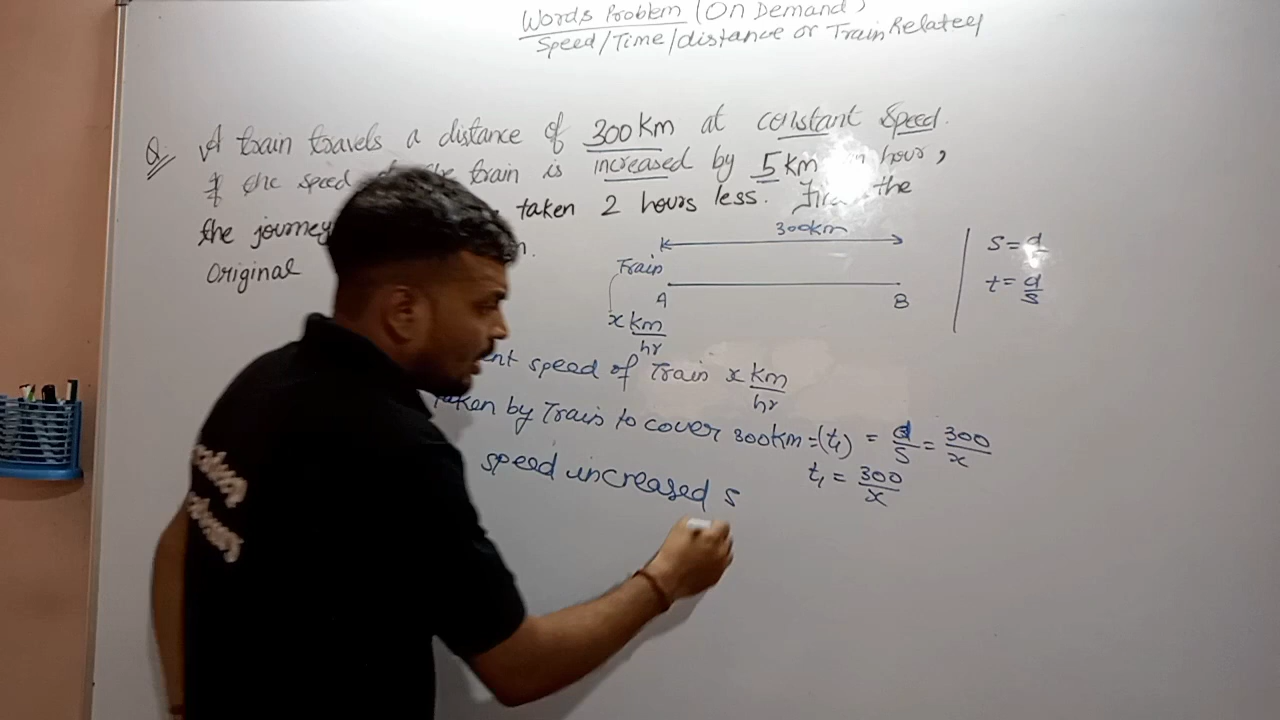 Words Problem (On Demand)
Speed/Time/distance or Train Related
Q. A train travels a distance of 300 Km at constant Speed.
If the speed train is increased by 5 Km hour,
the journey taken 2 hours less. the
Original
300km
Train
A B
x km/hr
S = d
t = d/s
speed of Train x km/hr
taken by Train to cover 300km = (t1) = d/s = 300/x
t1 = 300/x
speed increased 5